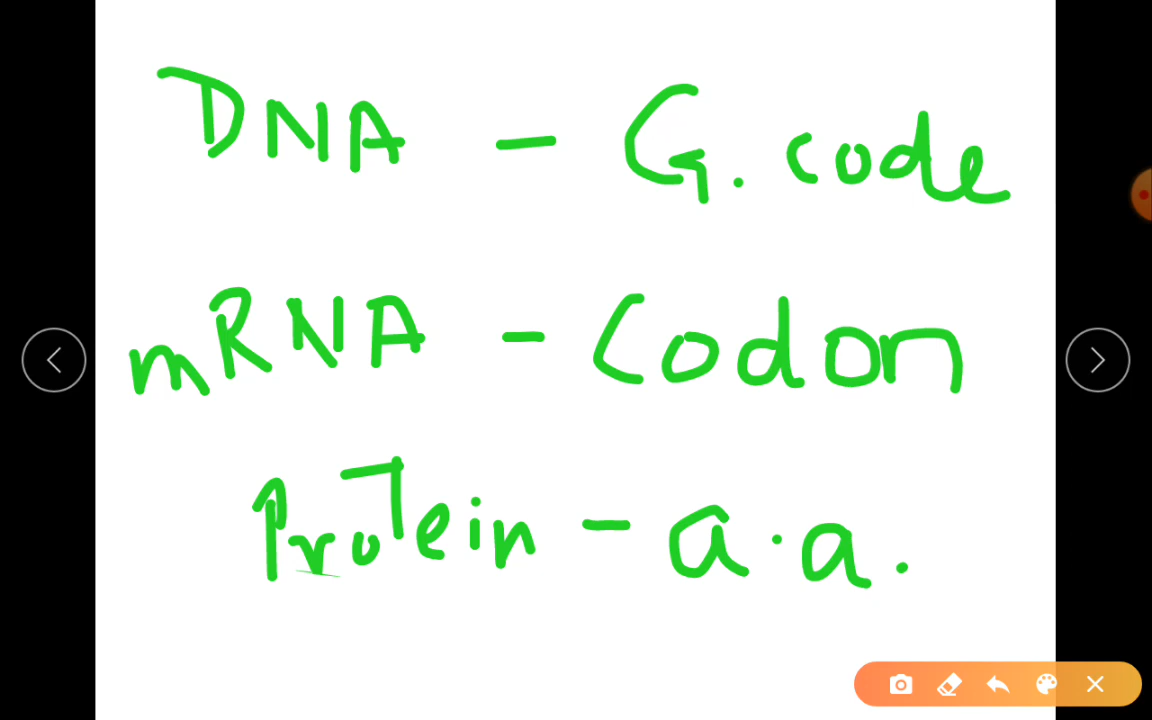 DNA - G. code
mRNA - Codon
Protein - a.a.